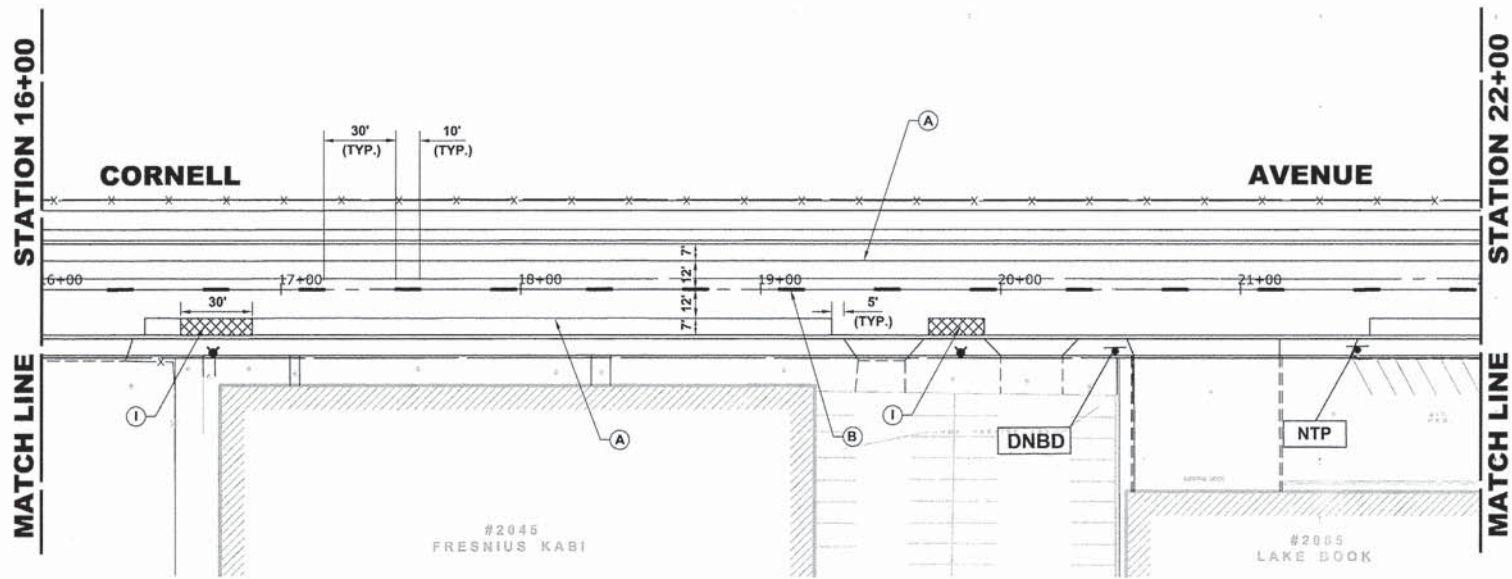 STATION 16+00
MATCH LINE
CORNELL
AVENUE
30'
(TYP.)
10'
(TYP.)
A
7'
12'
12'
7'
16+00
17+00
18+00
19+00
20+00
21+00
30'
5'
(TYP.)
I
A
B
I
DNBD
NTP
#2045
FRESNIUS KABI
#2085
LAKE BOOK
STATION 22+00
MATCH LINE